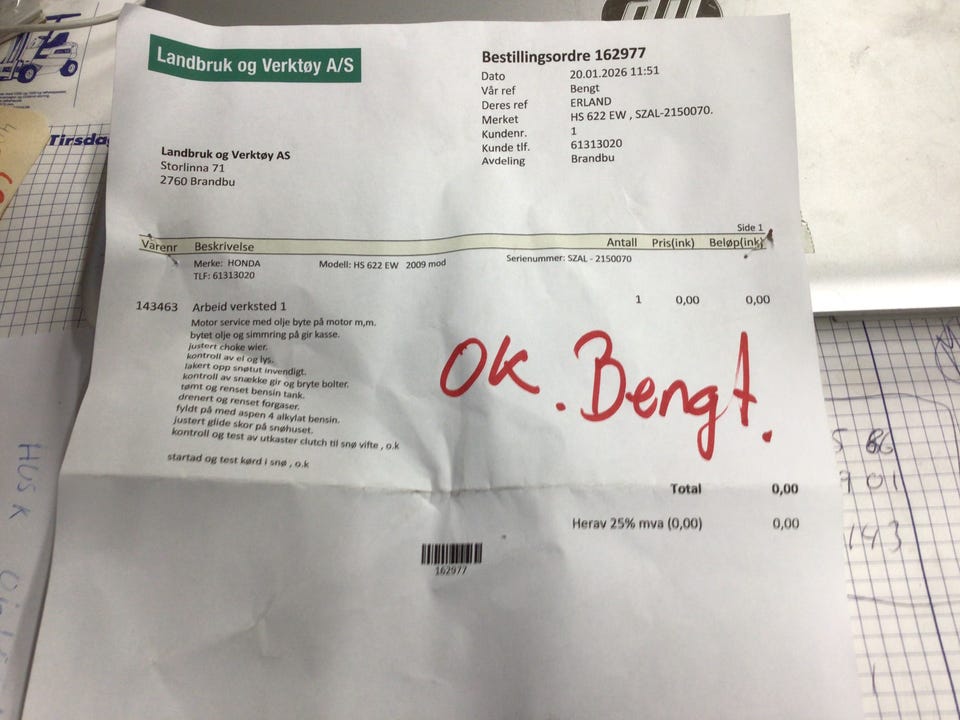 Landbruk og Verktøy A/S
Bestillingsordre 162977
Dato 20.01.2026 11:51
Vår ref Bengt
Deres ref ERLAND
Merket HS 622 EW , SZAL-2150070.
Kundenr. 1
Kunde tlf. 61313020
Avdeling Brandbu
Tirsda
Landbruk og Verktøy AS
Storlinna 71
2760 Brandbu
Side 1
Varenr Beskrivelse Antall Pris(ink) Beløp(ink)
Merke: HONDA Modell: HS 622 EW 2009 mod Serienummer: SZAL - 2150070
TLF: 61313020
143463 Arbeid verksted 1 1 0,00 0,00
Motor service med olje byte på motor m,m.
bytet olje og simmring på gir kasse.
justert choke wier.
kontroll av el og lys.
lakert opp snøtut invendigt.
kontroll av snække gir og bryte bolter.
tømt og renset bensin tank.
drenert og renset forgaser.
fyldt på med aspen 4 alkylat bensin.
justert glide skor på snøhuset.
kontroll og test av utkaster clutch til snø vifte , o.k
startad og test kørd i snø , o.k
OK. Bengt.
Total 0,00
Herav 25% mva (0,00) 0,00
162977
HUSK
143